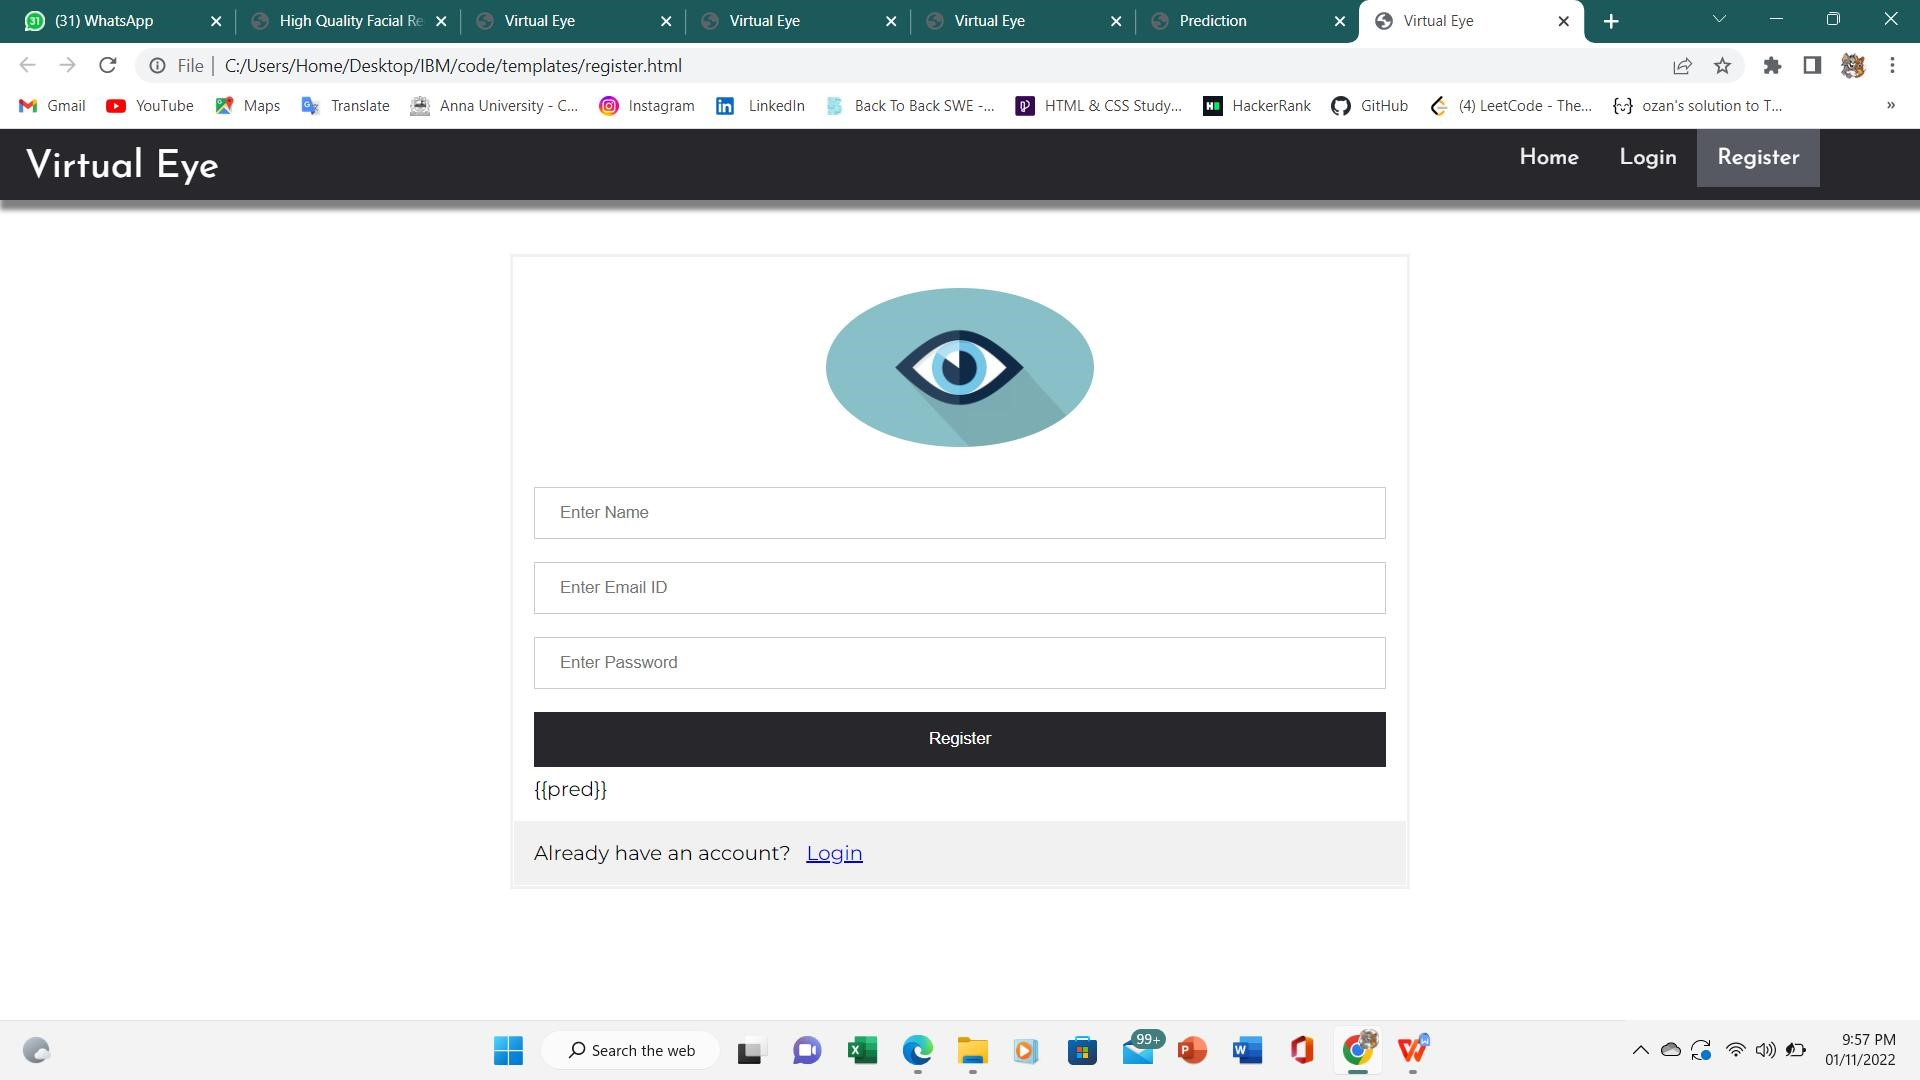 (31) WhatsApp
High Quality Facial Re
Virtual Eye
Virtual Eye
Virtual Eye
Prediction
Virtual Eye
File
C:/Users/Home/Desktop/IBM/code/templates/register.html
Gmail
YouTube
Maps
Translate
Anna University - C...
Instagram
LinkedIn
Back To Back SWE -...
HTML & CSS Study...
HackerRank
GitHub
(4) LeetCode - The...
ozan's solution to T...
»
Virtual Eye
Home
Login
Register
Enter Name
Enter Email ID
Enter Password
Register
{{pred}}
Already have an account? Login
Search the web
99+
9:57 PM
01/11/2022